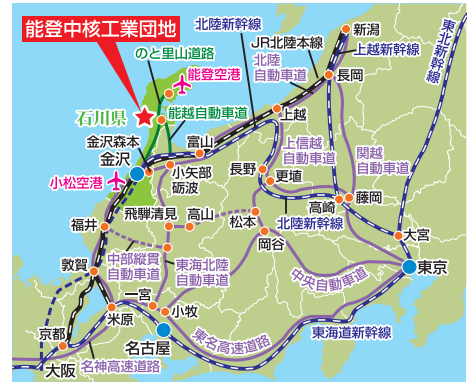 能登中核工業団地
北陸新幹線
新潟
東北新幹線
JR北陸本線
上越新幹線
のと里山道路
能登空港
北陸
自動車道
長岡
石川県
能越自動車道
上越
金沢森本
金沢
富山
上信越
自動車道
関越
自動車道
小松空港
小矢部
砺波
長野
更埴
飛騨清見
高山
松本
高崎
藤岡
福井
北陸新幹線
岡谷
大宮
中部縦貫
自動車道
東海北陸
自動車道
中央自動車道
東京
敦賀
一宮
小牧
米原
京都
名古屋
東名高速道路
東海道新幹線
大阪
名神高速道路